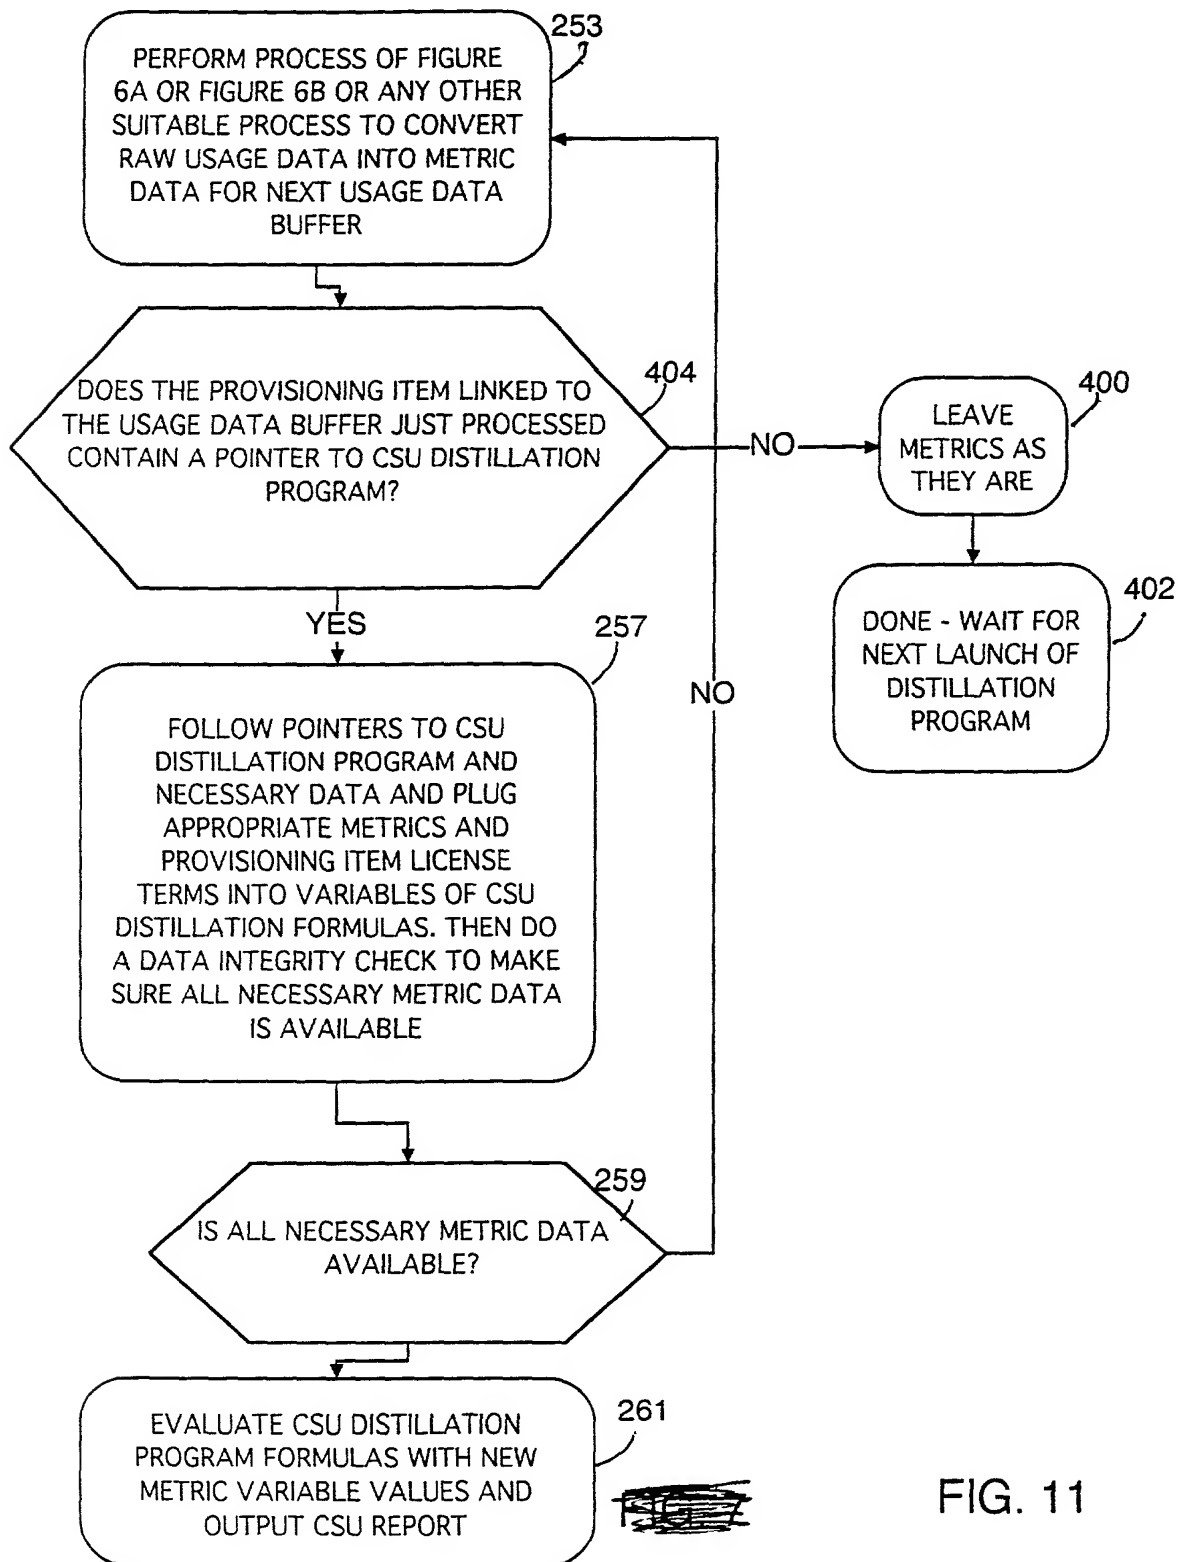 253
PERFORM PROCESS OF FIGURE
6A OR FIGURE 6B OR ANY OTHER
SUITABLE PROCESS TO CONVERT
RAW USAGE DATA INTO METRIC
DATA FOR NEXT USAGE DATA
BUFFER
404
DOES THE PROVISIONING ITEM LINKED TO
THE USAGE DATA BUFFER JUST PROCESSED
CONTAIN A POINTER TO CSU DISTILLATION
PROGRAM?
NO
400
LEAVE
METRICS AS
THEY ARE
402
DONE - WAIT FOR
NEXT LAUNCH OF
DISTILLATION
PROGRAM
YES
257
FOLLOW POINTERS TO CSU
DISTILLATION PROGRAM AND
NECESSARY DATA AND PLUG
APPROPRIATE METRICS AND
PROVISIONING ITEM LICENSE
TERMS INTO VARIABLES OF CSU
DISTILLATION FORMULAS. THEN DO
A DATA INTEGRITY CHECK TO MAKE
SURE ALL NECESSARY METRIC DATA
IS AVAILABLE
NO
259
IS ALL NECESSARY METRIC DATA
AVAILABLE?
261
EVALUATE CSU DISTILLATION
PROGRAM FORMULAS WITH NEW
METRIC VARIABLE VALUES AND
OUTPUT CSU REPORT
FIG. 11